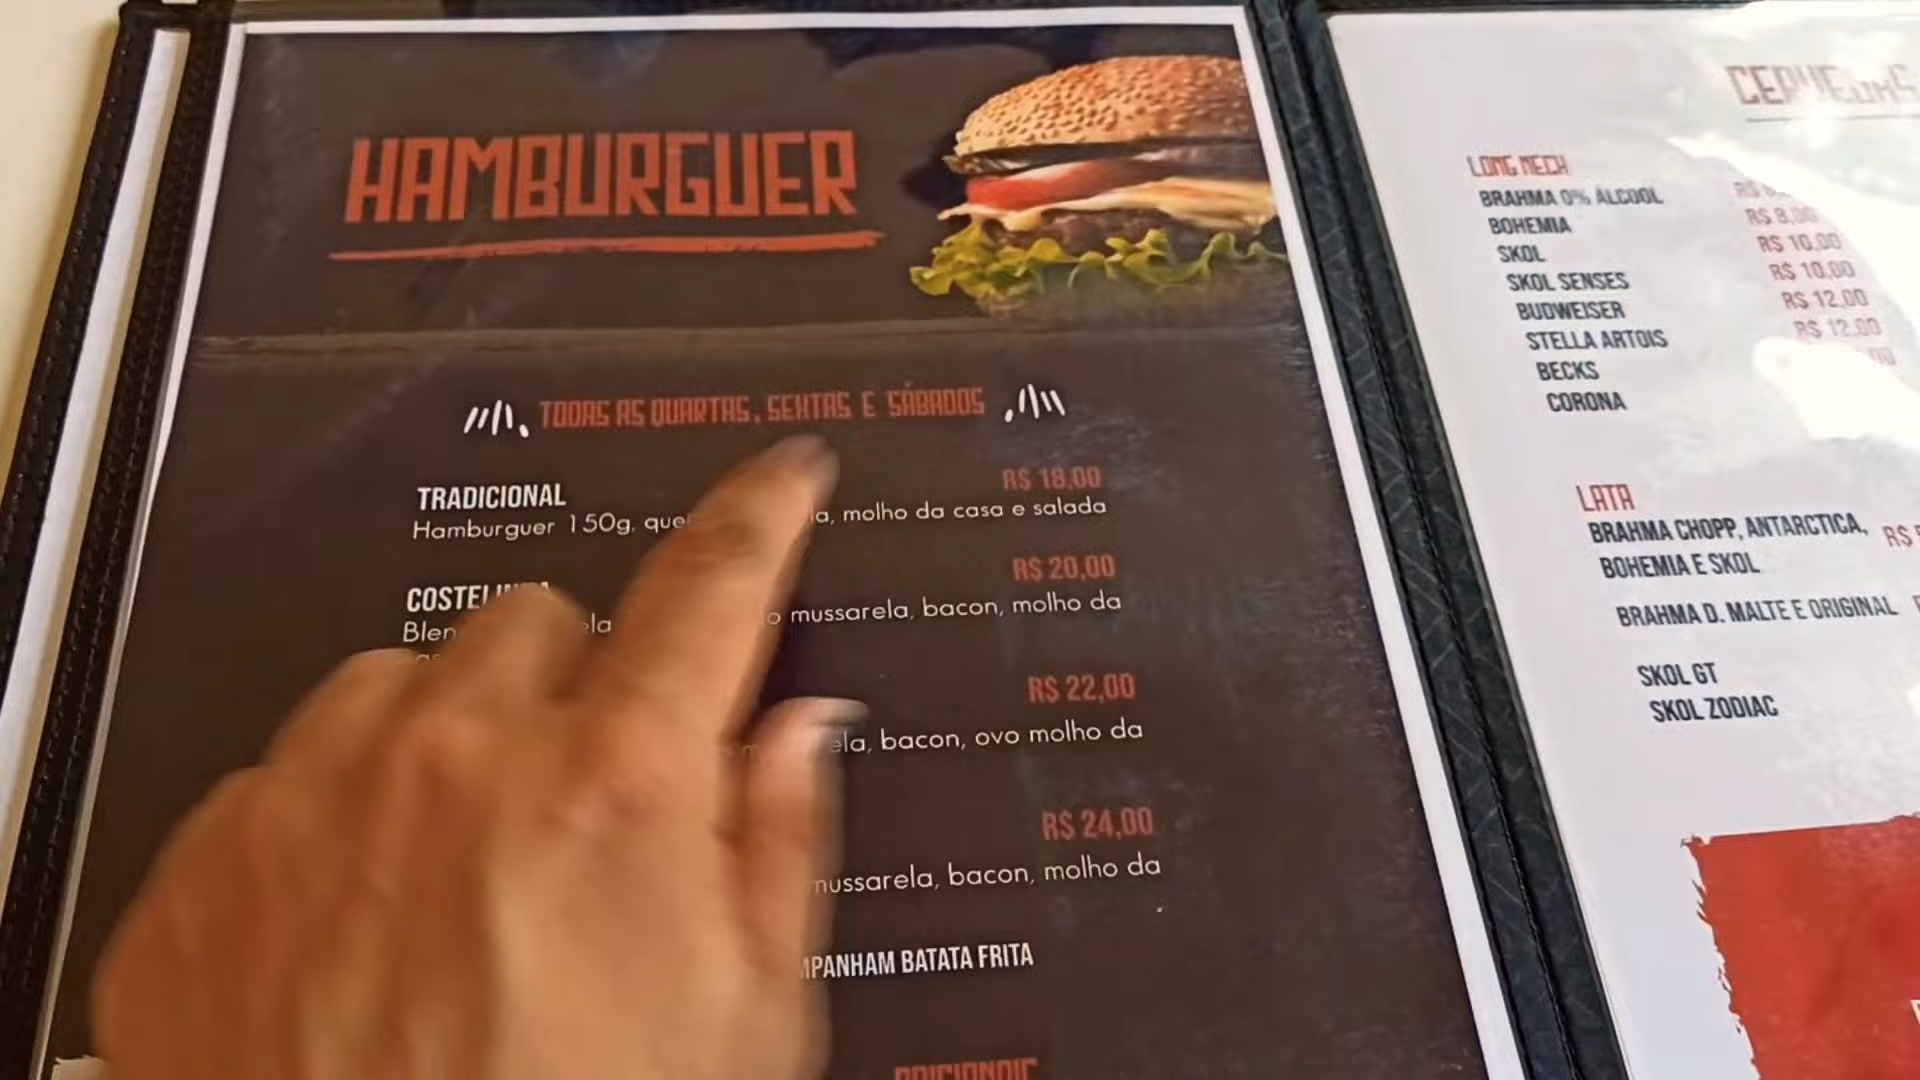 HAMBURGUER
TODAS AS QUARTAS, SEXTAS E SÁBADOS
TRADICIONAL
R$ 18,00
Hamburguer 150g, molho da casa e salada
R$ 20,00
mussarela, bacon, molho da
R$ 22,00
bacon, ovo molho da
R$ 24,00
mussarela, bacon, molho da
BATATA FRITA
LONG NECK
BRAHMA 0% ÁLCOOL
BOHEMIA R$ 8,00
SKOL R$ 10,00
SKOL SENSES R$ 10,00
BUDWEISER R$ 12,00
STELLA ARTOIS R$ 12,00
BECKS
CORONA
LATA
BRAHMA CHOPP, ANTARCTICA, R$
BOHEMIA E SKOL
BRAHMA D. MALTE E ORIGINAL
SKOL GT
SKOL ZODIAC